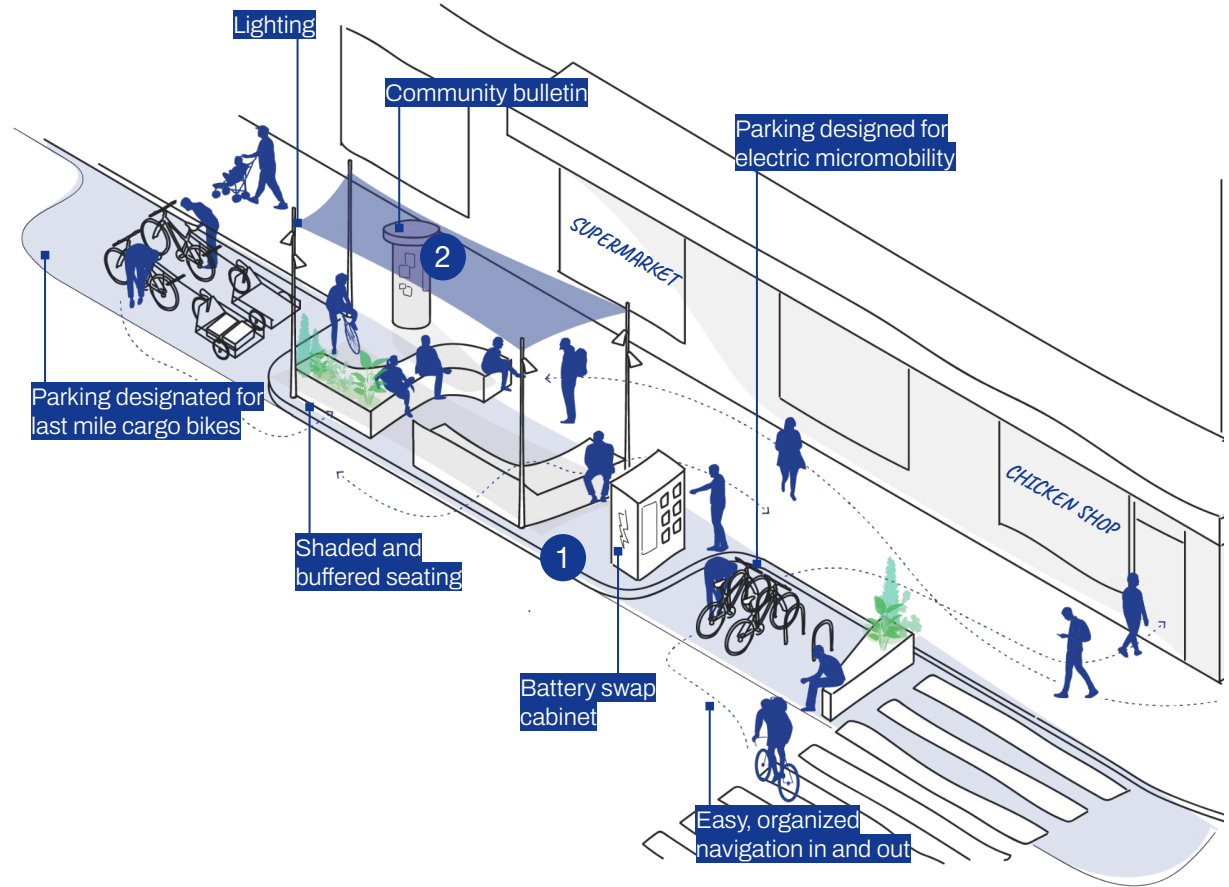 Lighting
Community bulletin
Parking designed for
electric micromobility
SUPERMARKET
2
Parking designated for
last mile cargo bikes
CHICKEN SHOP
Shaded and
buffered seating
1
Battery swap
cabinet
Easy, organized
navigation in and out